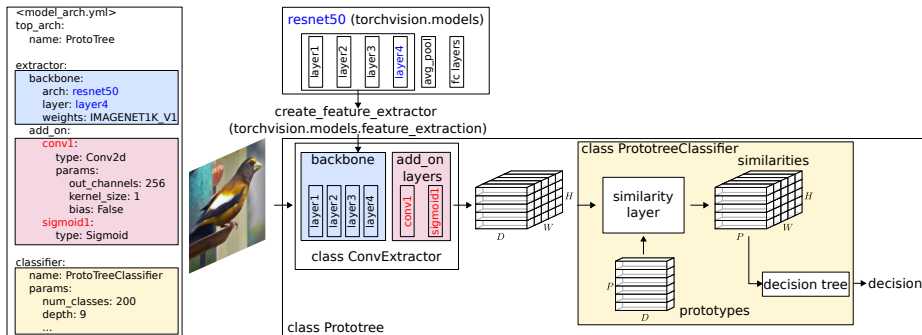 <model_arch.yml>
top_arch:
name: ProtoTree
extractor:
backbone:
arch: resnet50
layer: layer4
weights: IMAGENET1K_V1
add_on:
conv1:
type: Conv2d
params:
out_channels: 256
kernel_size: 1
bias: False
sigmoid1:
type: Sigmoid
classifier:
name: ProtoTreeClassifier
params:
num_classes: 200
depth: 9
...
resnet50 (torchvision.models)
layer1
layer2
layer3
layer4
avg_pool
fc layers
create_feature_extractor
(torchvision.models.feature_extraction)
backbone
layer1
layer2
layer3
layer4
add_on
layers
conv1
sigmoid1
class ConvExtractor
H
W
D
class PrototreeClassifier
similarity
layer
similarities
H
W
P
P
D
prototypes
decision tree
decision
class Prototree